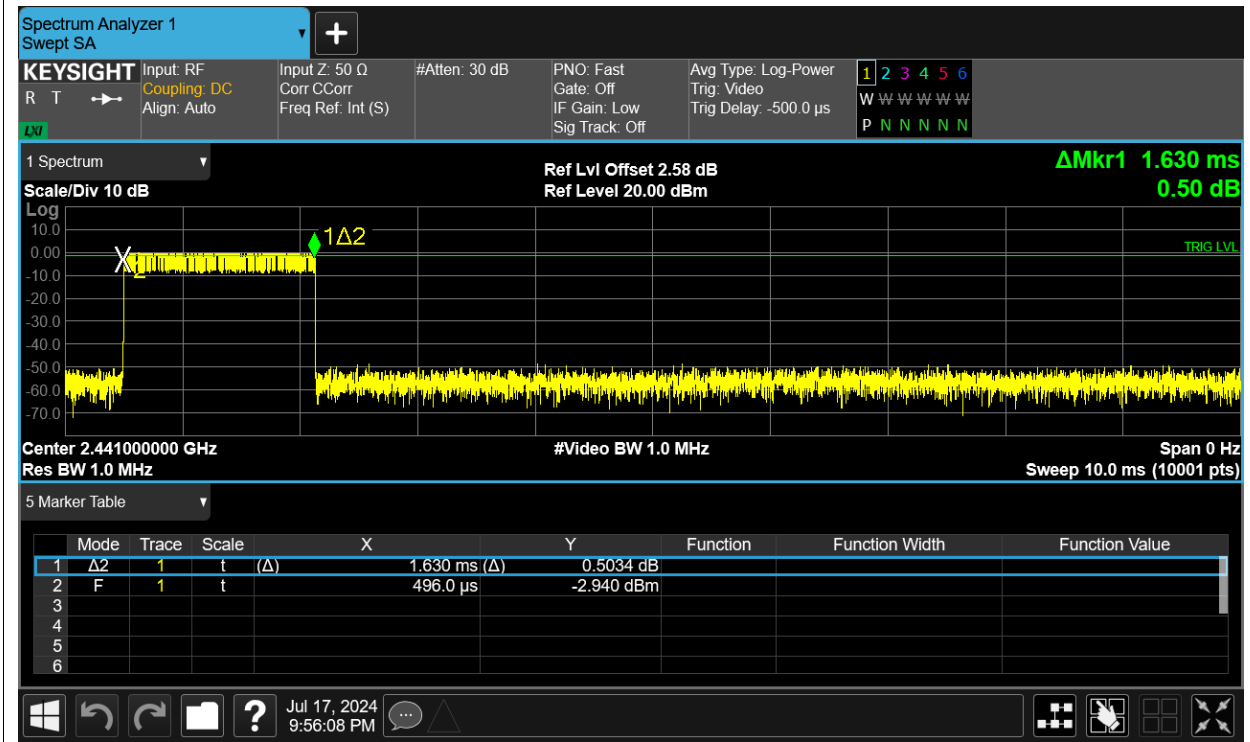 Spectrum Analyzer 1
Swept SA
KEYSIGHT Input: RF Input Z: 50 Ω #Atten: 30 dB PNO: Fast Avg Type: Log-Power 1 2 3 4 5 6
R T Coupling: DC Corr CCorr Gate: Off Trig: Video W W W W W W
Align: Auto Freq Ref: Int (S) IF Gain: Low Trig Delay: -500.0 µs P N N N N N
LXI Sig Track: Off
1 Spectrum Ref Lvl Offset 2.58 dB ΔMkr1 1.630 ms
Scale/Div 10 dB Ref Level 20.00 dBm 0.50 dB
Log
10.0 1Δ2
0.00 X2 TRIG LVL
-10.0
-20.0
-30.0
-40.0
-50.0
-60.0
-70.0
Center 2.441000000 GHz #Video BW 1.0 MHz Span 0 Hz
Res BW 1.0 MHz Sweep 10.0 ms (10001 pts)
5 Marker Table
Mode Trace Scale X Y Function Function Width Function Value
1 Δ2 1 t (Δ) 1.630 ms (Δ) 0.5034 dB
2 F 1 t 496.0 µs -2.940 dBm
3
4
5
6
? Jul 17, 2024
9:56:08 PM